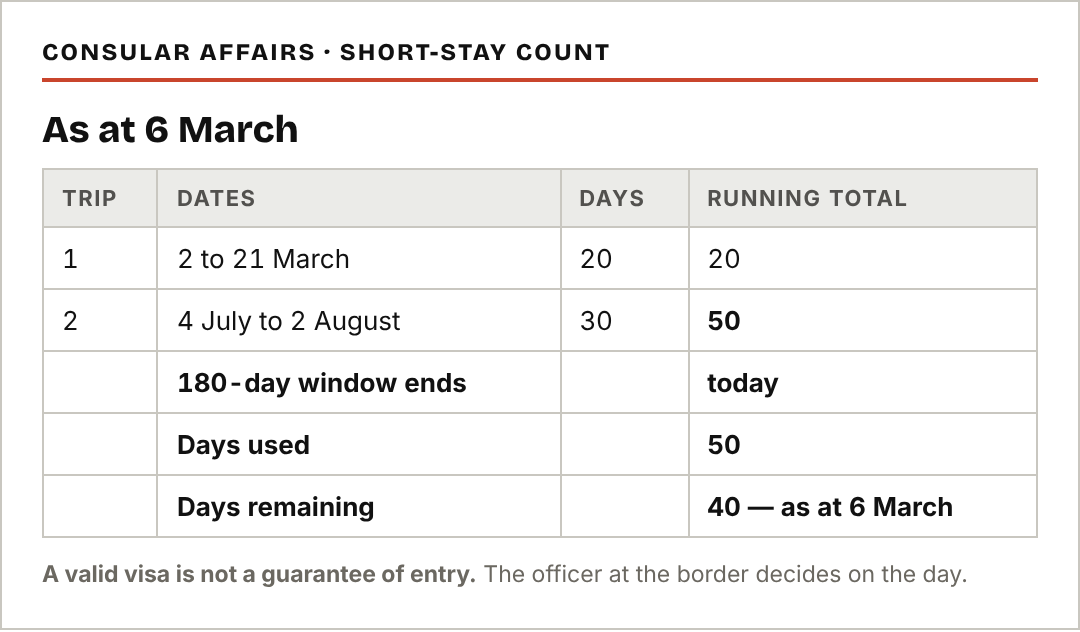 CONSULAR AFFAIRS · SHORT-STAY COUNT
As at 6 March
TRIP DATES DAYS RUNNING TOTAL
1 2 to 21 March 20 20
2 4 July to 2 August 30 50
180-day window ends today
Days used 50
Days remaining 40 — as at 6 March
A valid visa is not a guarantee of entry. The officer at the border decides on the day.